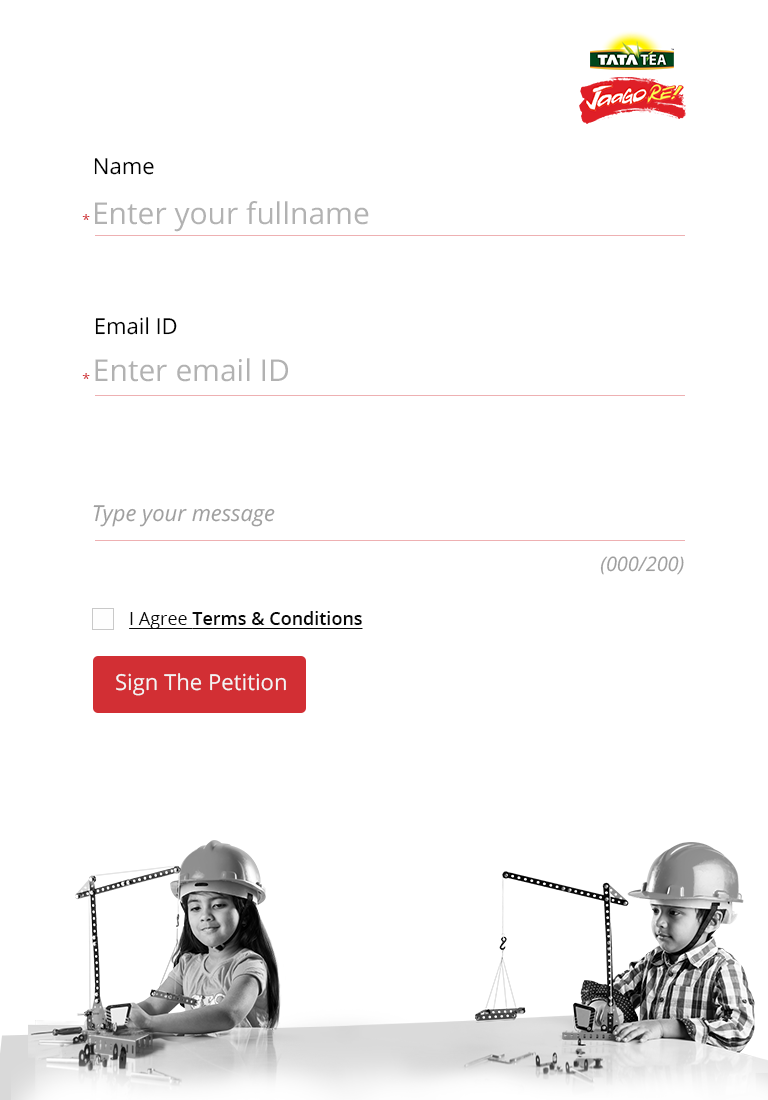 TATA TEA
JAAGO RE!
Name
*Enter your fullname
Email ID
*Enter email ID
Type your message
(000/200)
I Agree Terms & Conditions
Sign The Petition